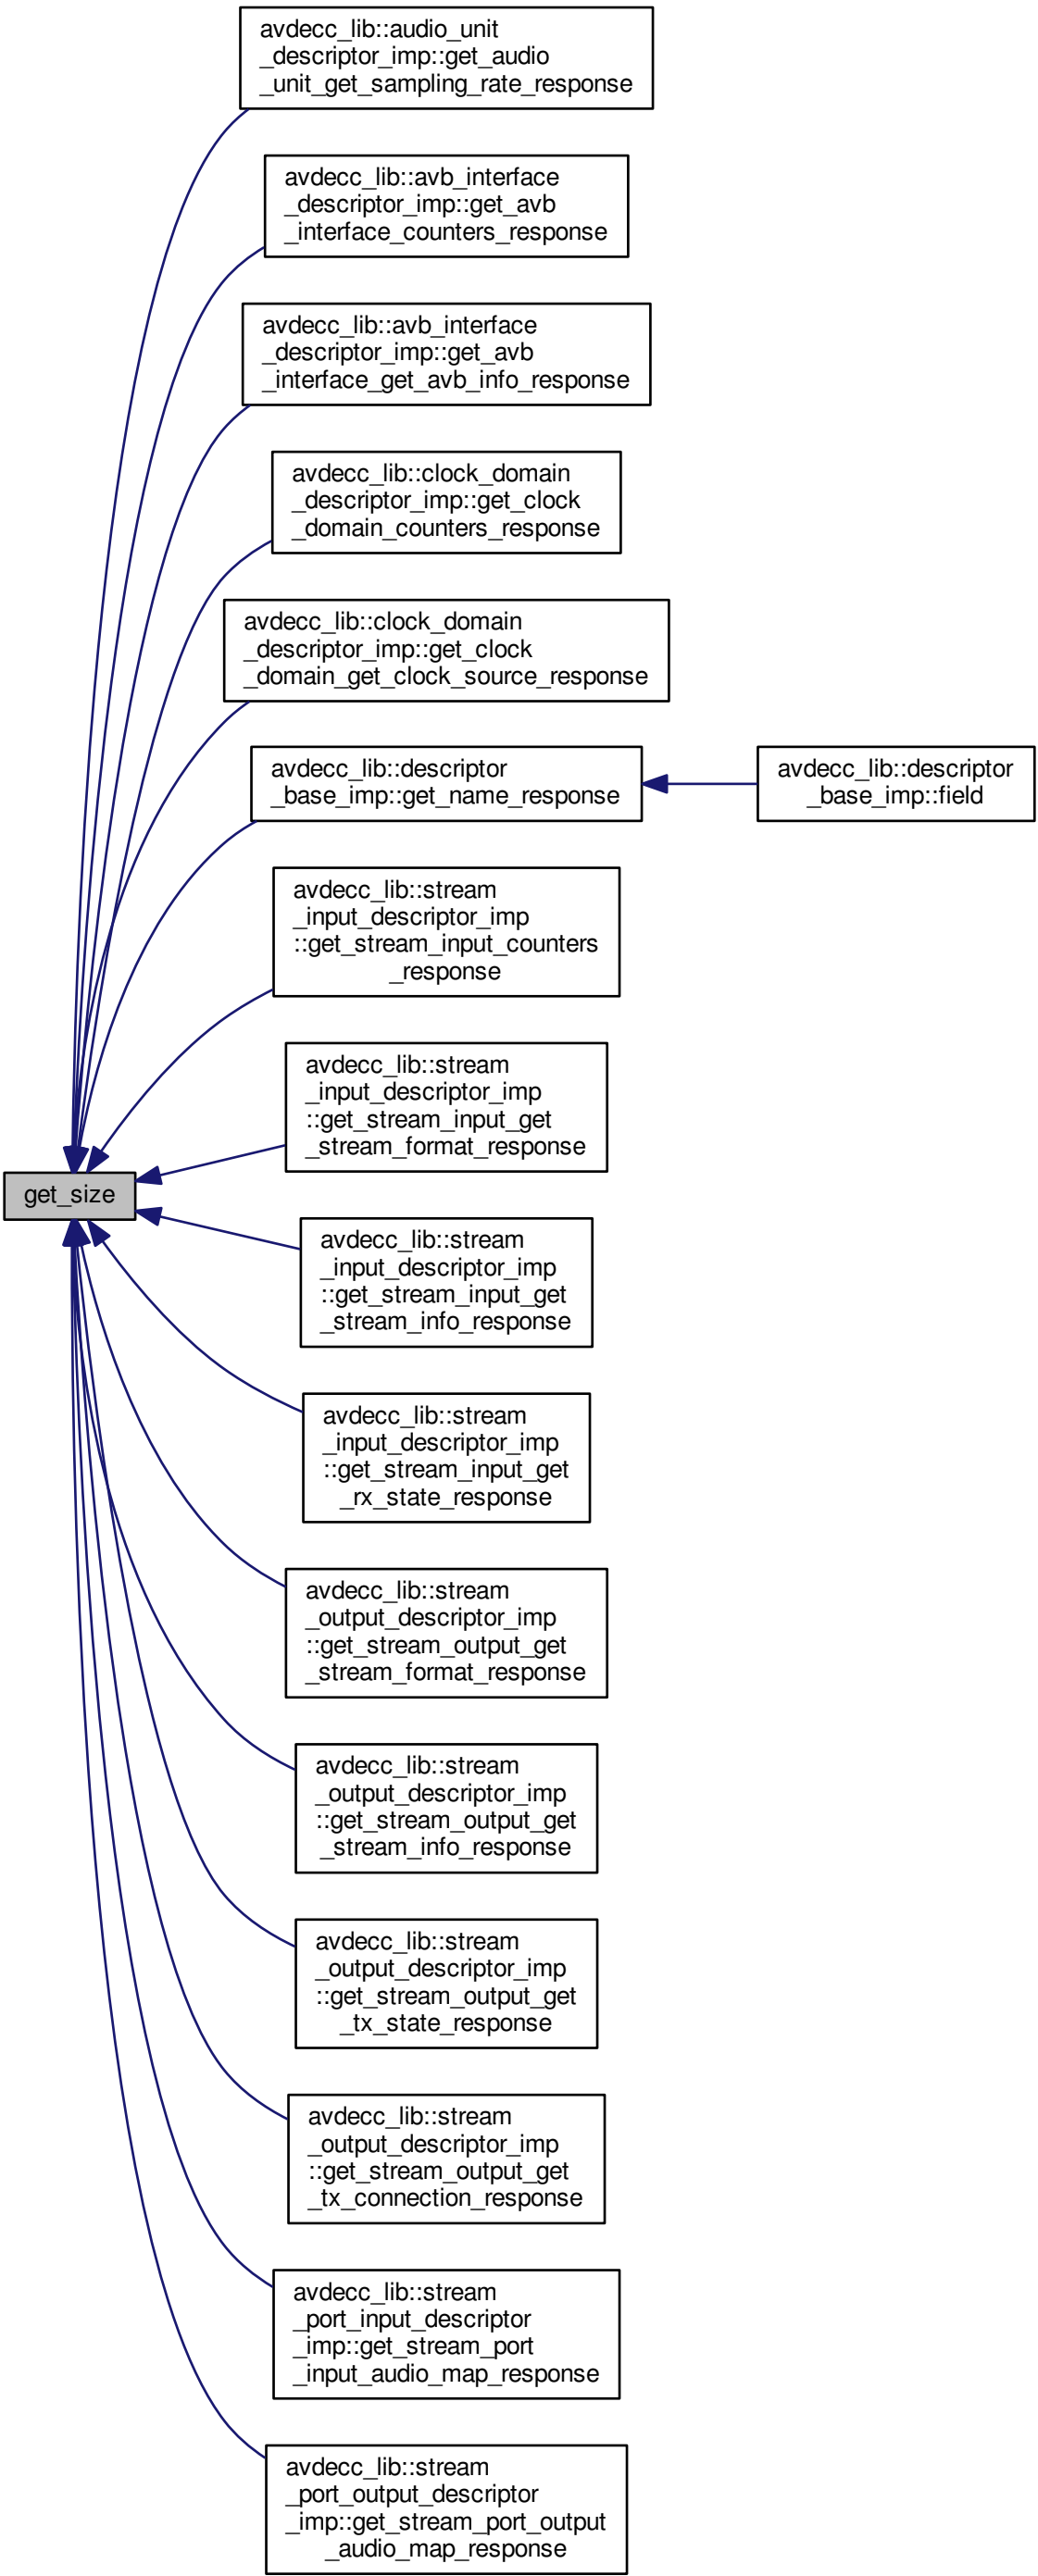 avdecc_lib::audio_unit
_descriptor_imp::get_audio
_unit_get_sampling_rate_response
avdecc_lib::avb_interface
_descriptor_imp::get_avb
_interface_counters_response
avdecc_lib::avb_interface
_descriptor_imp::get_avb
_interface_get_avb_info_response
avdecc_lib::clock_domain
_descriptor_imp::get_clock
_domain_counters_response
avdecc_lib::clock_domain
_descriptor_imp::get_clock
_domain_get_clock_source_response
avdecc_lib::descriptor
_base_imp::get_name_response
avdecc_lib::descriptor
_base_imp::field
avdecc_lib::stream
_input_descriptor_imp
::get_stream_input_counters
_response
avdecc_lib::stream
_input_descriptor_imp
::get_stream_input_get
_stream_format_response
get_size
avdecc_lib::stream
_input_descriptor_imp
::get_stream_input_get
_stream_info_response
avdecc_lib::stream
_input_descriptor_imp
::get_stream_input_get
_rx_state_response
avdecc_lib::stream
_output_descriptor_imp
::get_stream_output_get
_stream_format_response
avdecc_lib::stream
_output_descriptor_imp
::get_stream_output_get
_stream_info_response
avdecc_lib::stream
_output_descriptor_imp
::get_stream_output_get
_tx_state_response
avdecc_lib::stream
_output_descriptor_imp
::get_stream_output_get
_tx_connection_response
avdecc_lib::stream
_port_input_descriptor
_imp::get_stream_port
_input_audio_map_response
avdecc_lib::stream
_port_output_descriptor
_imp::get_stream_port_output
_audio_map_response